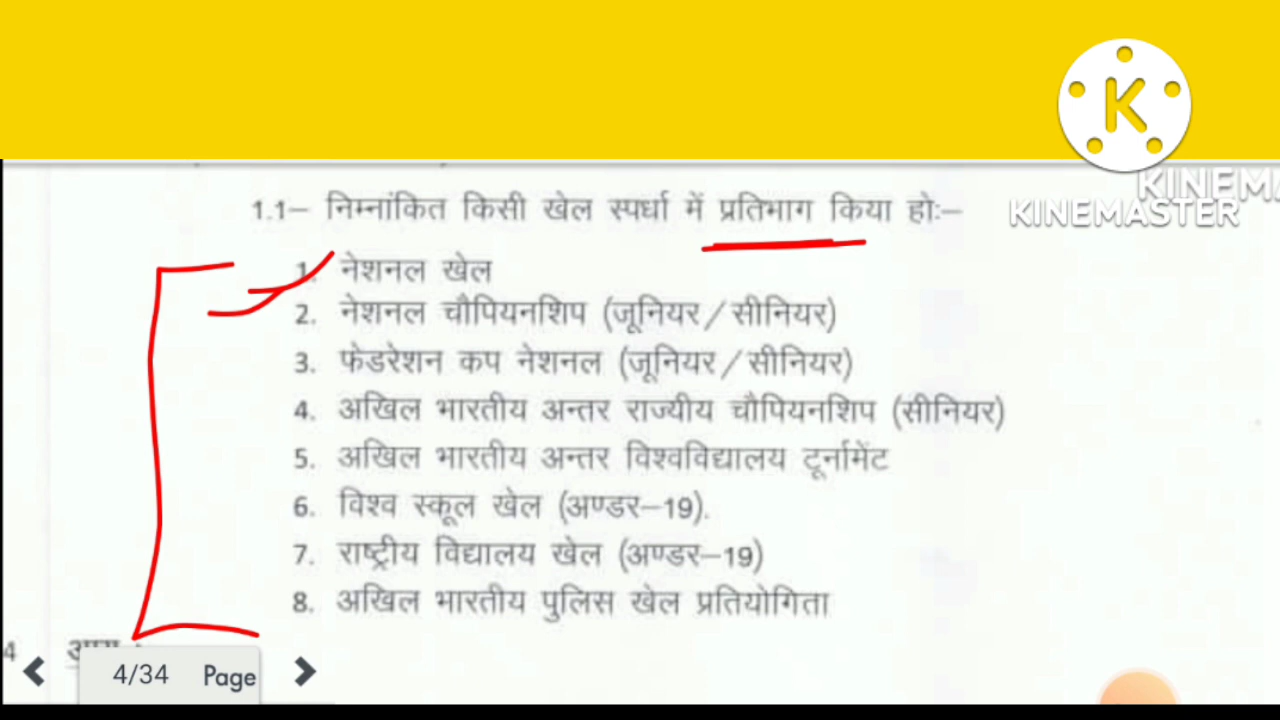 K
KINEMA
KINEMASTER
1.1– निम्नांकित किसी खेल स्पर्धा में प्रतिभाग किया हो:–
1. नेशनल खेल
2. नेशनल चौपियनशिप (जूनियर/सीनियर)
3. फेडरेशन कप नेशनल (जूनियर/सीनियर)
4. अखिल भारतीय अन्तर राज्यीय चौपियनशिप (सीनियर)
5. अखिल भारतीय अन्तर विश्वविद्यालय टूर्नामेंट
6. विश्व स्कूल खेल (अण्डर–19).
7. राष्ट्रीय विद्यालय खेल (अण्डर–19)
8. अखिल भारतीय पुलिस खेल प्रतियोगिता
4
4/34 Page